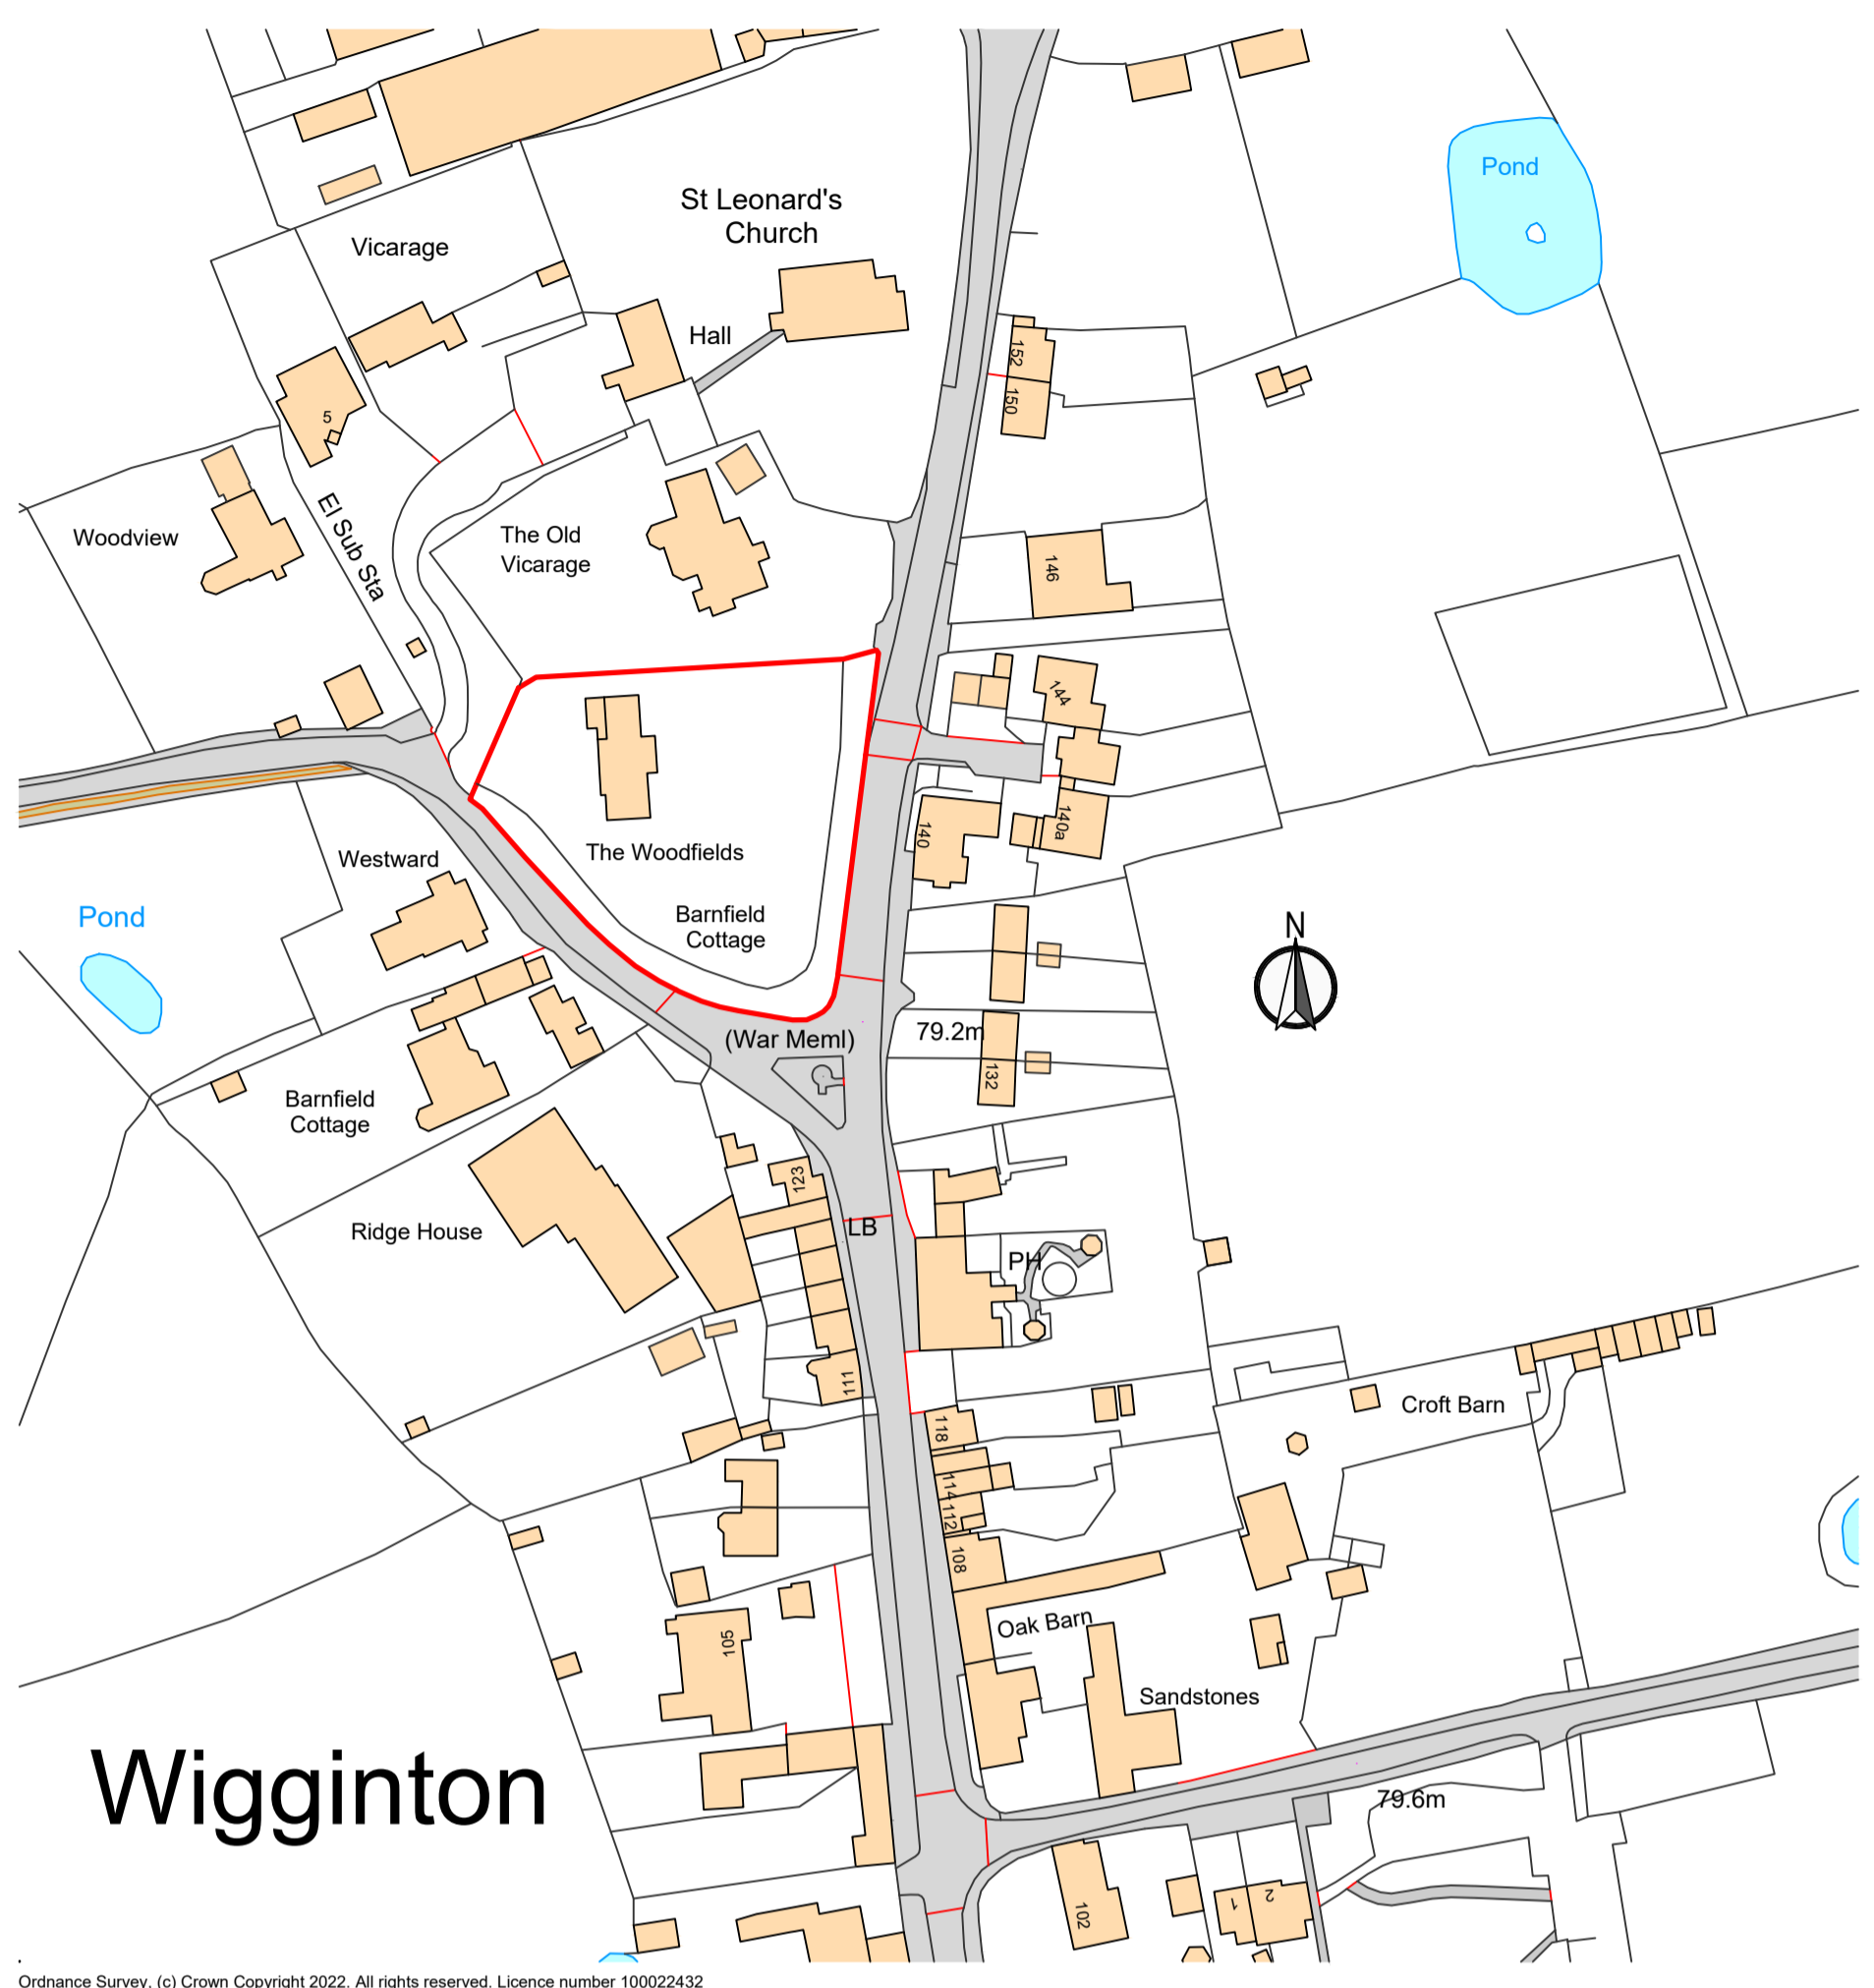 St Leonard's
Church
Pond
Vicarage
Hall
152
150
5
El Sub Sta
Woodview
The Old
Vicarage
146
144
140
140a
The Woodfields
Westward
Barnfield
Cottage
Pond
N
(War Meml)
79.2m
132
Barnfield
Cottage
123
LB
Ridge House
PH
111
118
Croft Barn
114
112
108
Oak Barn
105
Sandstones
Wigginton
79.6m
102
1
2
Ordnance Survey, (c) Crown Copyright 2022. All rights reserved. Licence number 100022432